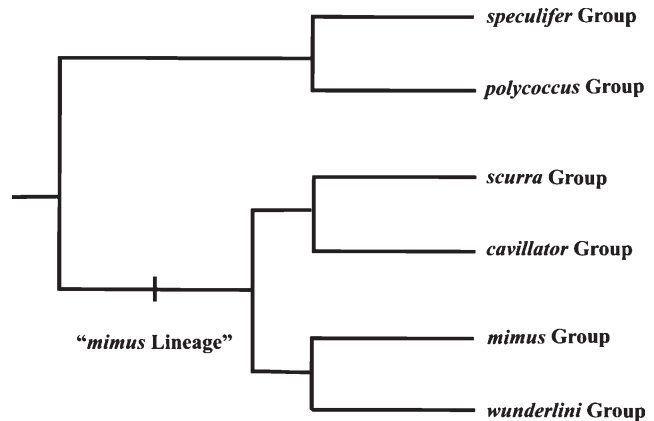 speculifer Group
polycoccus Group
scurra Group
cavillator Group
“mimus Lineage”
mimus Group
wunderlini Group